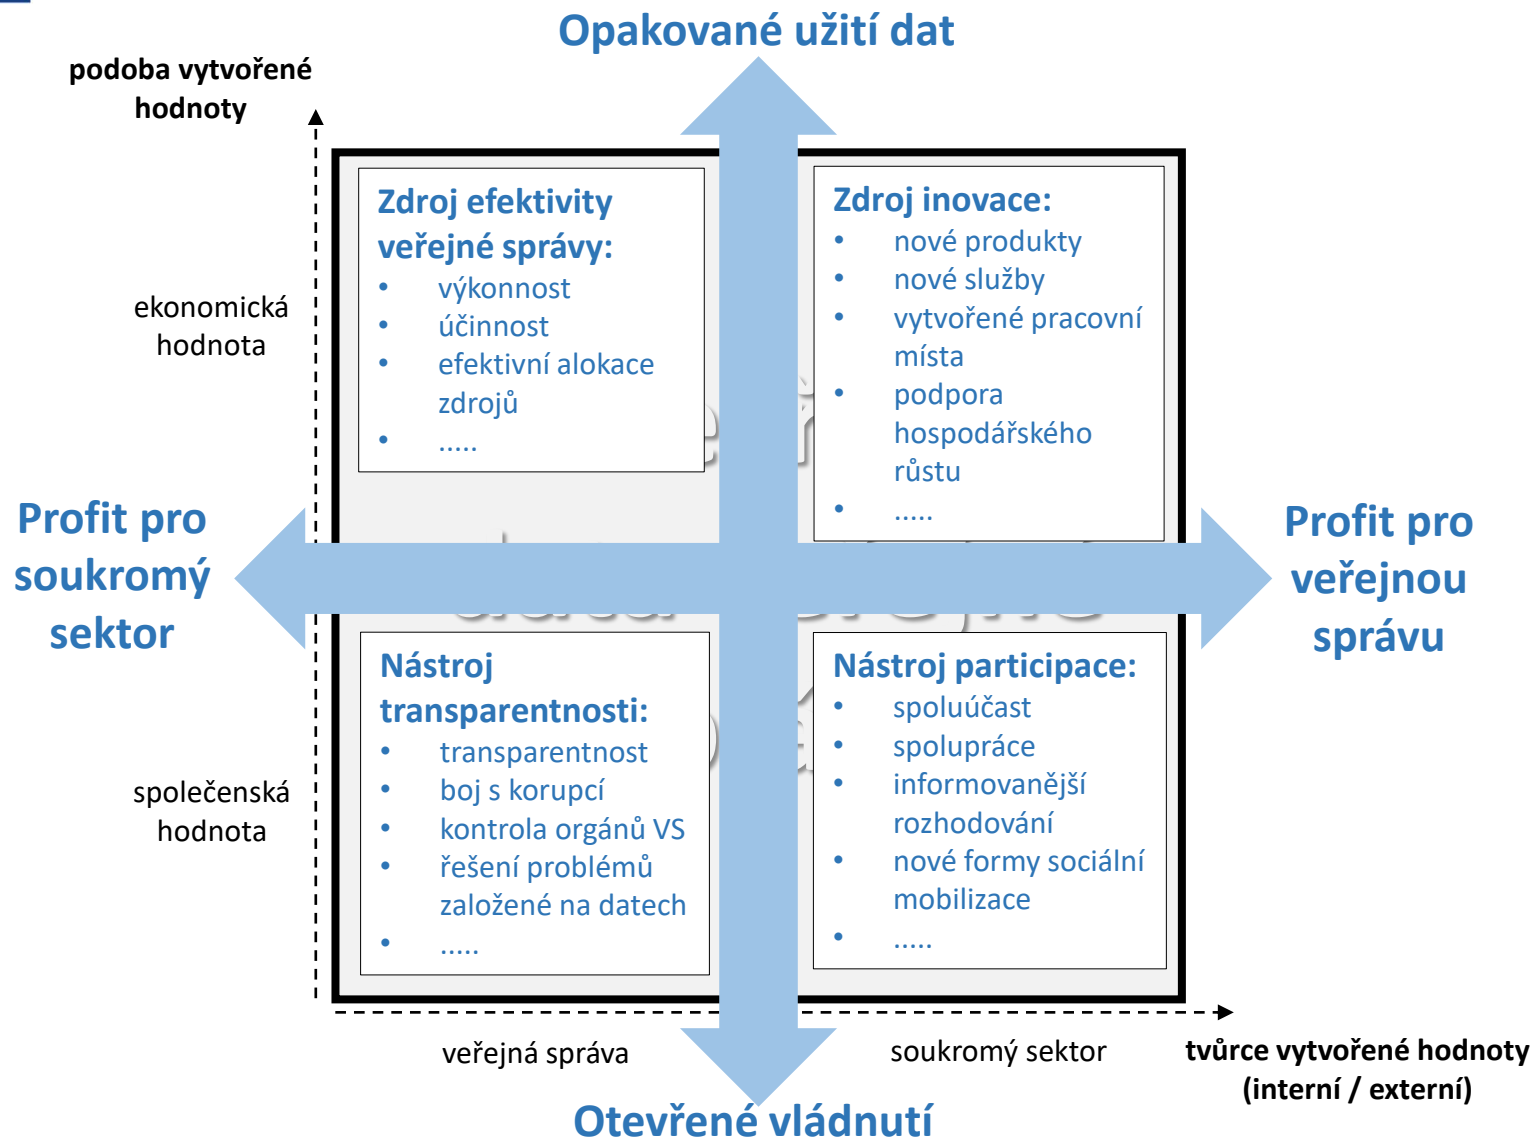 Opakované užití dat
podoba vytvořené
hodnoty
Zdroj efektivity
veřejné správy:
• výkonnost
• účinnost
• efektivní alokace
zdrojů
• .....
Zdroj inovace:
• nové produkty
• nové služby
• vytvořené pracovní
místa
• podpora
hospodářského
růstu
• .....
ekonomická
hodnota
Profit pro
soukromý
sektor
Profit pro
veřejnou
správu
Nástroj
transparentnosti:
• transparentnost
• boj s korupcí
• kontrola orgánů VS
• řešení problémů
založené na datech
• .....
Nástroj participace:
• spoluúčast
• spolupráce
• informovanější
rozhodování
• nové formy sociální
mobilizace
• .....
společenská
hodnota
veřejná správa
soukromý sektor
tvůrce vytvořené hodnoty
(interní / externí)
Otevřené vládnutí